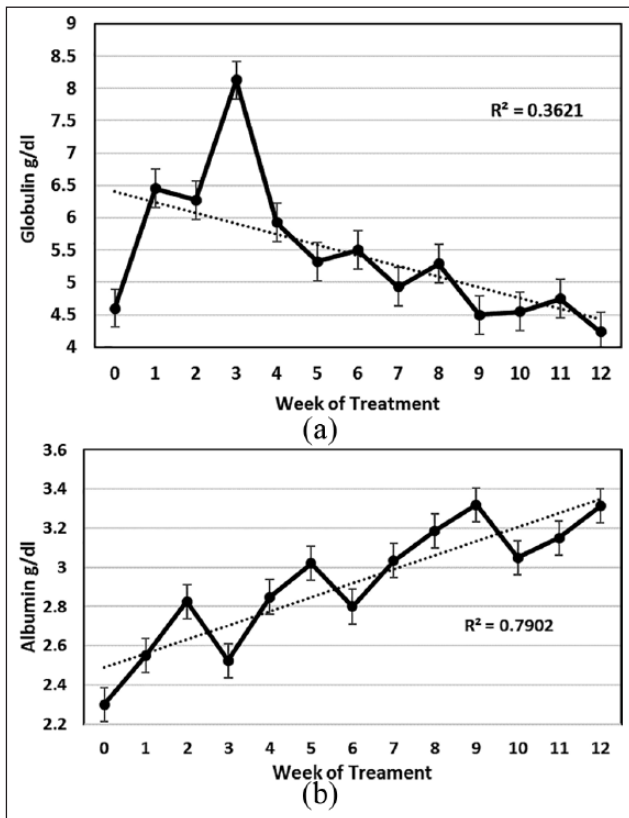 9
8.5
8
7.5
7
6.5
6
5.5
5
4.5
4
Globulin g/dl
R² = 0.3621
0 1 2 3 4 5 6 7 8 9 10 11 12
Week of Treatment
(a)
3.6
3.4
3.2
3
2.8
2.6
2.4
2.2
Albumin g/dl
R² = 0.7902
0 1 2 3 4 5 6 7 8 9 10 11 12
Week of Treament
(b)